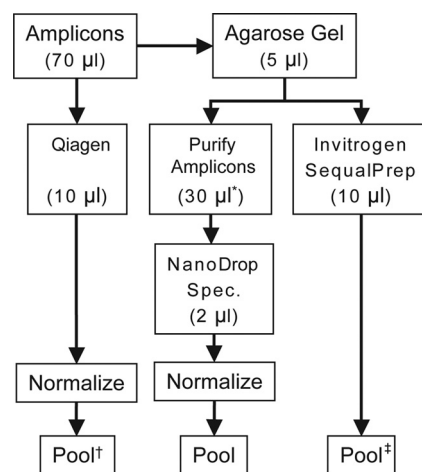 Amplicons
(70 µl)
Agarose Gel
(5 µl)
Qiagen
(10 µl)
Purify
Amplicons
(30 µl*)
Invitrogen
SequalPrep
(10 µl)
NanoDrop
Spec.
(2 µl)
Normalize
Normalize
Pool†
Pool
Pool‡